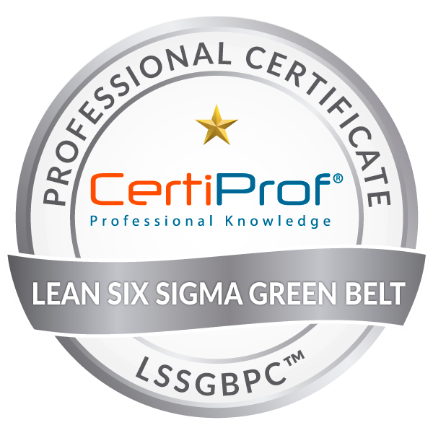 PROFESSIONAL CERTIFICATE
CertiProf®
Professional Knowledge
LEAN SIX SIGMA GREEN BELT
LSSGBPC™